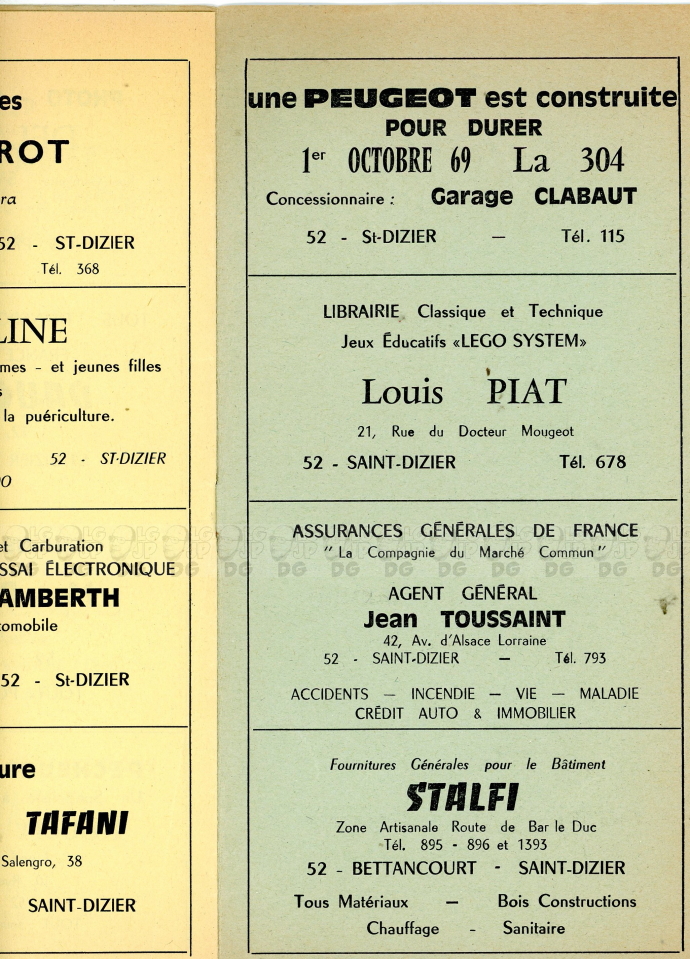 es
ROT
ra
52 - ST-DIZIER
Tél. 368
LINE
mes - et jeunes filles
s
la puériculture.
52 - ST-DIZIER
00
et Carburation
SSAI ÉLECTRONIQUE
AMBERTH
tomobile
52 - St-DIZIER
ure
TAFANI
Salengro, 38
SAINT-DIZIER
une PEUGEOT est construite
POUR DURER
1er OCTOBRE 69 La 304
Concessionnaire : Garage CLABAUT
52 - St-DIZIER — Tél. 115
LIBRAIRIE Classique et Technique
Jeux Éducatifs «LEGO SYSTEM»
Louis PIAT
21, Rue du Docteur Mougeot
52 - SAINT-DIZIER Tél. 678
ASSURANCES GÉNÉRALES DE FRANCE
"La Compagnie du Marché Commun"
AGENT GÉNÉRAL
Jean TOUSSAINT
42, Av. d'Alsace Lorraine
52 - SAINT-DIZIER — Tél. 793
ACCIDENTS — INCENDIE — VIE — MALADIE
CRÉDIT AUTO & IMMOBILIER
Fournitures Générales pour le Bâtiment
STALFI
Zone Artisanale Route de Bar le Duc
Tél. 895 - 896 et 1393
52 - BETTANCOURT - SAINT-DIZIER
Tous Matériaux — Bois Constructions
Chauffage - Sanitaire